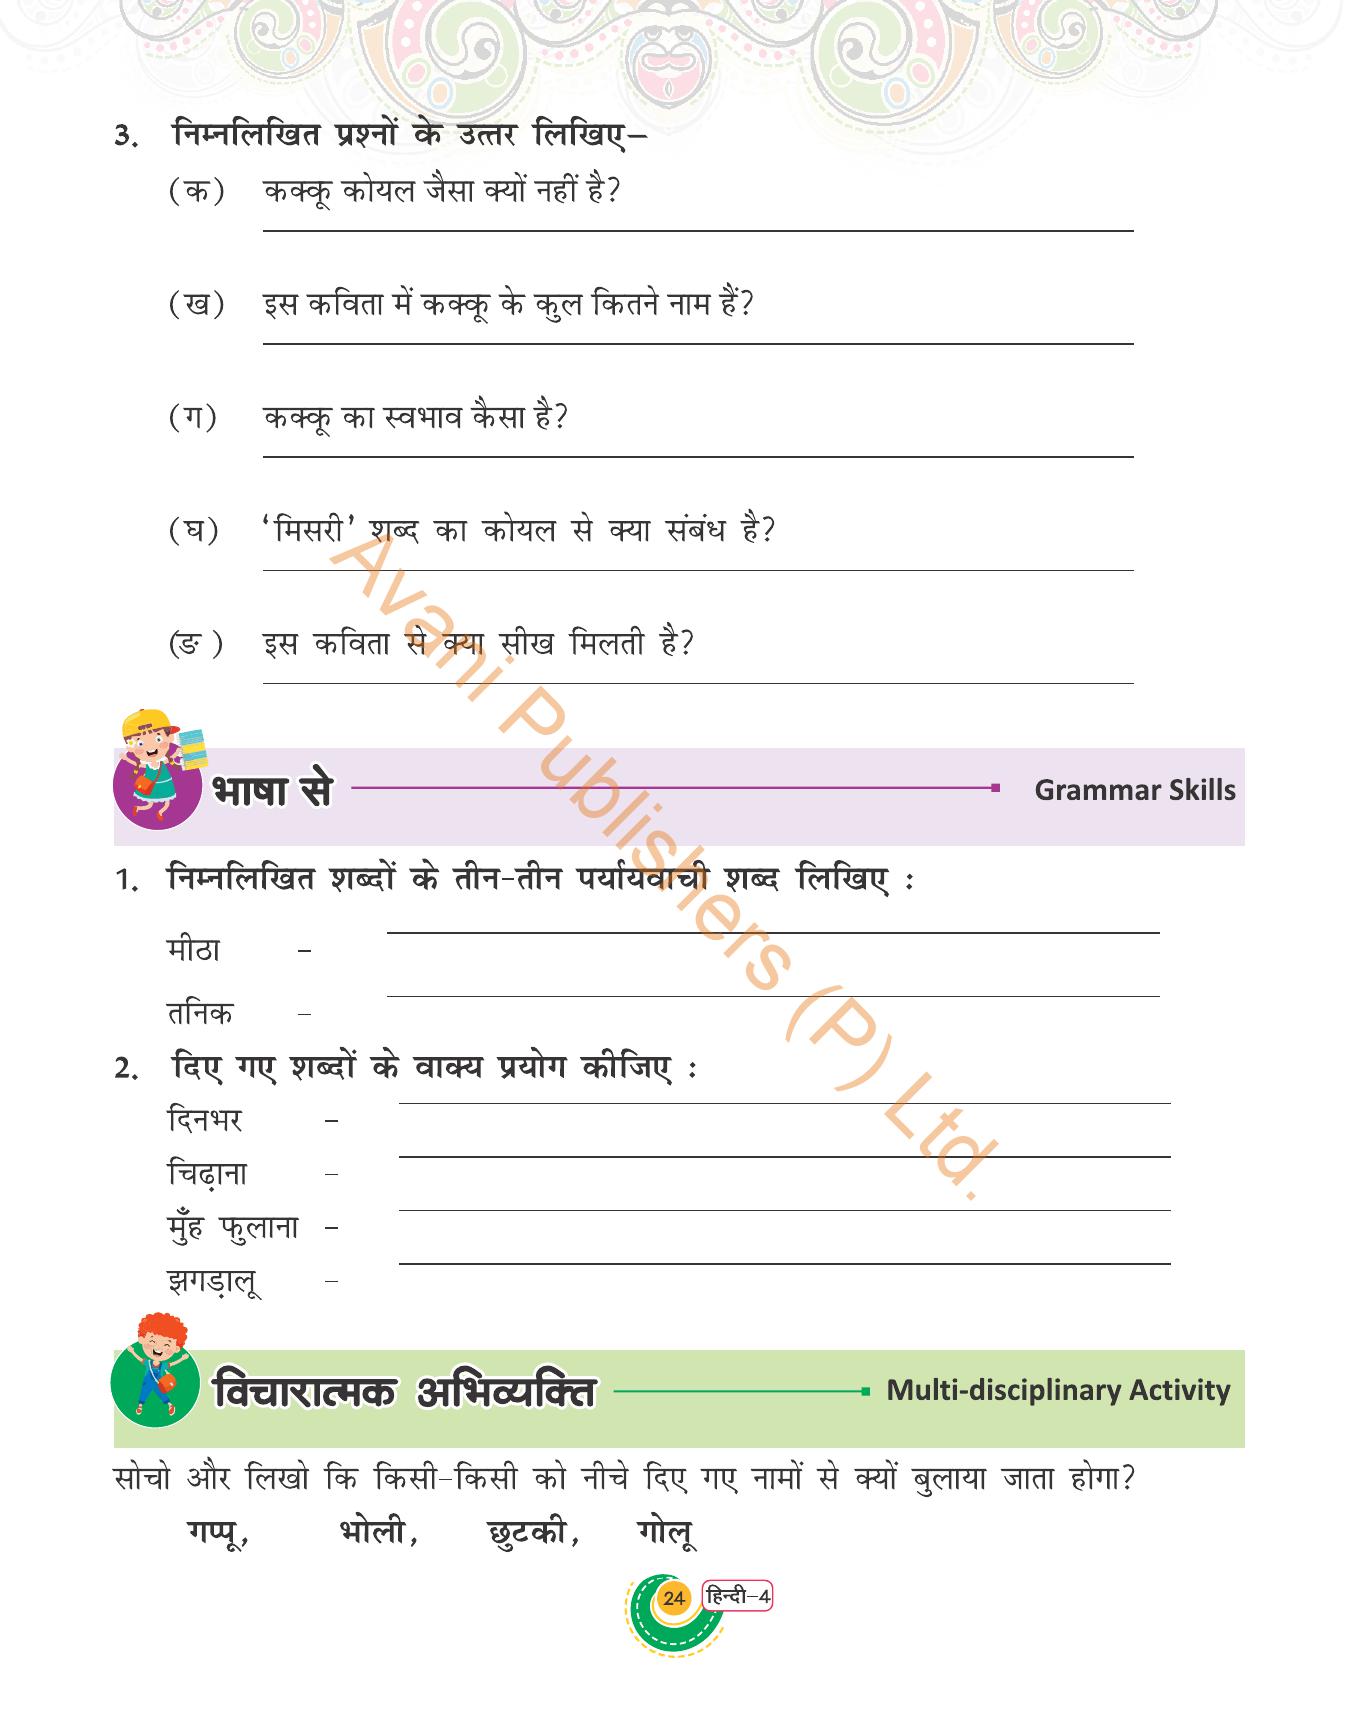 3. निम्नलिखित प्रश्नों के उत्तर लिखिए–
(क) कक्कू कोयल जैसा क्यों नहीं है?
(ख) इस कविता में कक्कू के कुल कितने नाम हैं?
(ग) कक्कू का स्वभाव कैसा है?
(घ) ‘मिसरी’ शब्द का कोयल से क्या संबंध है?
(ङ ) इस कविता से क्या सीख मिलती है?
भाषा से Grammar Skills
1. निम्नलिखित शब्दों के तीन-तीन पर्यायवाची शब्द लिखिए :
मीठा –
तनिक –
2. दिए गए शब्दों के वाक्य प्रयोग कीजिए :
दिनभर –
चिढ़ाना –
मुँह फुलाना –
झगड़ालू –
विचारात्मक अभिव्यक्ति Multi-disciplinary Activity
सोचो और लिखो कि किसी-किसी को नीचे दिए गए नामों से क्यों बुलाया जाता होगा?
गप्पू, भोली, छुटकी, गोलू
24 हिन्दी–4
Avani Publishers (P) Ltd.